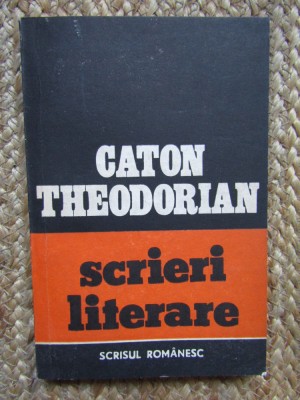 CATON
THEODORIAN
scrieri
literare
SCRISUL ROMÂNESC